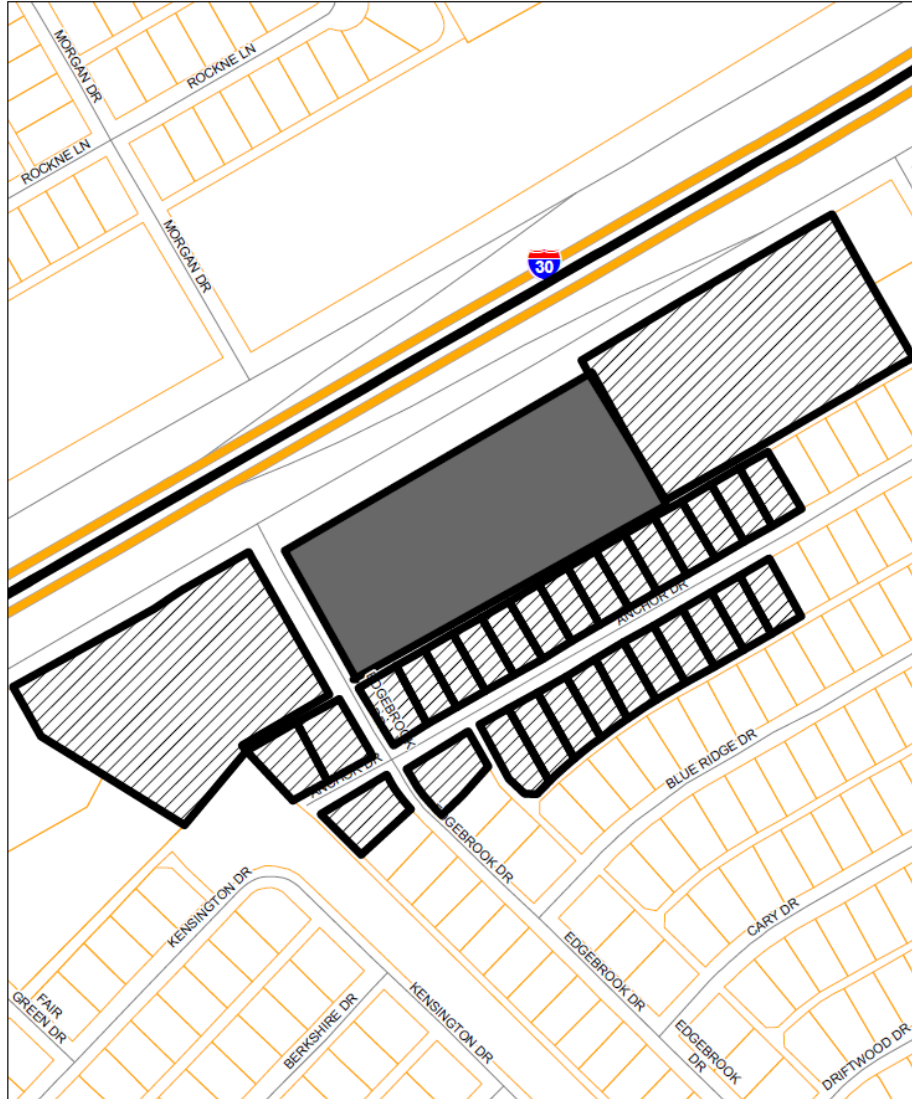 MORGAN DR
ROCKNE LN
ROCKNE LN
MORGAN DR
30
ANCHOR DR
EDGEBROOK
BLUE RIDGE DR
ANCHOR DR
EDGEBROOK DR
KENSINGTON DR
CARY DR
EDGEBROOK DR
FAIR
GREEN DR
BERKSHIRE DR
KENSINGTON DR
EDGEBROOK
DR
DRIFTWOOD DR